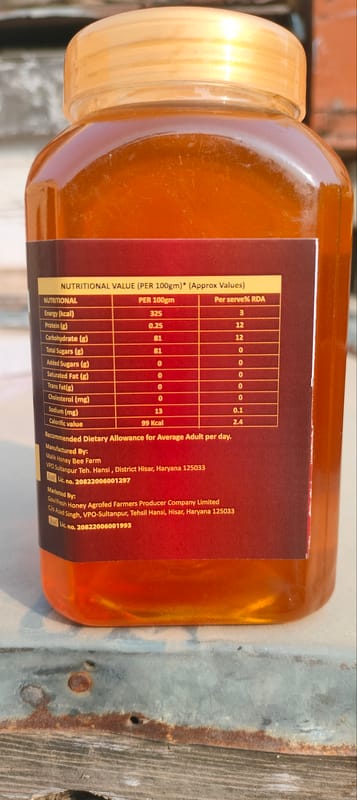 NUTRITIONAL VALUE (PER 100gm)* (Approx Values)
NUTRITIONAL PER 100gm Per serve% RDA
Energy (kcal) 325 3
Protein (g) 0.25 12
Carbohydrate (g) 81 12
Total Sugars (g) 81 0
Added Sugars (g) 0 0
Saturated Fat (g) 0 0
Trans Fat(g) 0 0
Cholesterol (mg) 0 0
Sodium (mg) 13 0.1
Calorific value 99 Kcal 2.4
Recommended Dietary Allowance for Average Adult per day.
Manufactured By:
Malik Honey Bee Farm
VPO Sultanpur Teh. Hansi , District Hisar, Haryana 125033
Lic. no. 20822006001297
Marketed By:
Honey Agrofed Farmers Producer Company Limited
C/o Azad Singh, VPO-Sultanpur, Tehsil Hansi, Hisar, Haryana 125033
Lic. no. 20822006001993